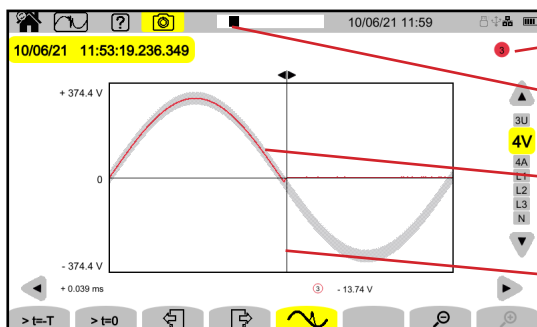 ?
10/06/21 11:59
10/06/21 11:53:19.236.349
3
+ 374.4 V
3U
4V
4A
L1
L2
L3
N
0
- 374.4 V
+ 0.039 ms
3 - 13.74 V
> t=-T
> t=0